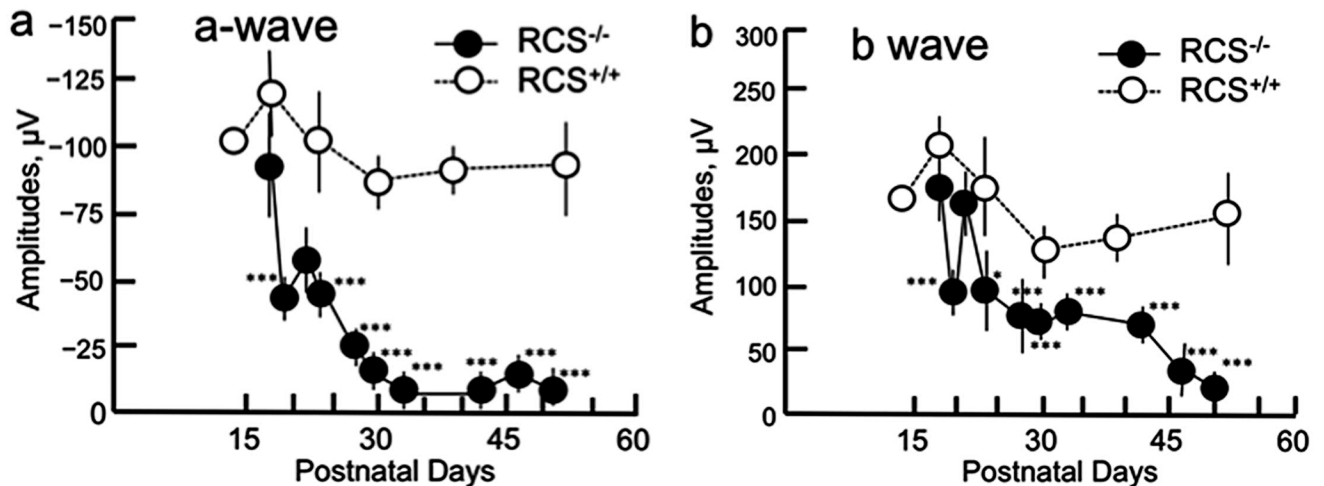 a
a-wave
RCS-/-
RCS+/+
Amplitudes, µV
−150
−125
−100
−75
−50
−25
0
***
***
***
***
***
***
***
***
15 30 45 60
Postnatal Days
b
b wave
RCS-/-
RCS+/+
Amplitudes, µV
300
250
200
150
100
50
0
***
*
***
***
***
***
***
***
15 30 45 60
Postnatal Days